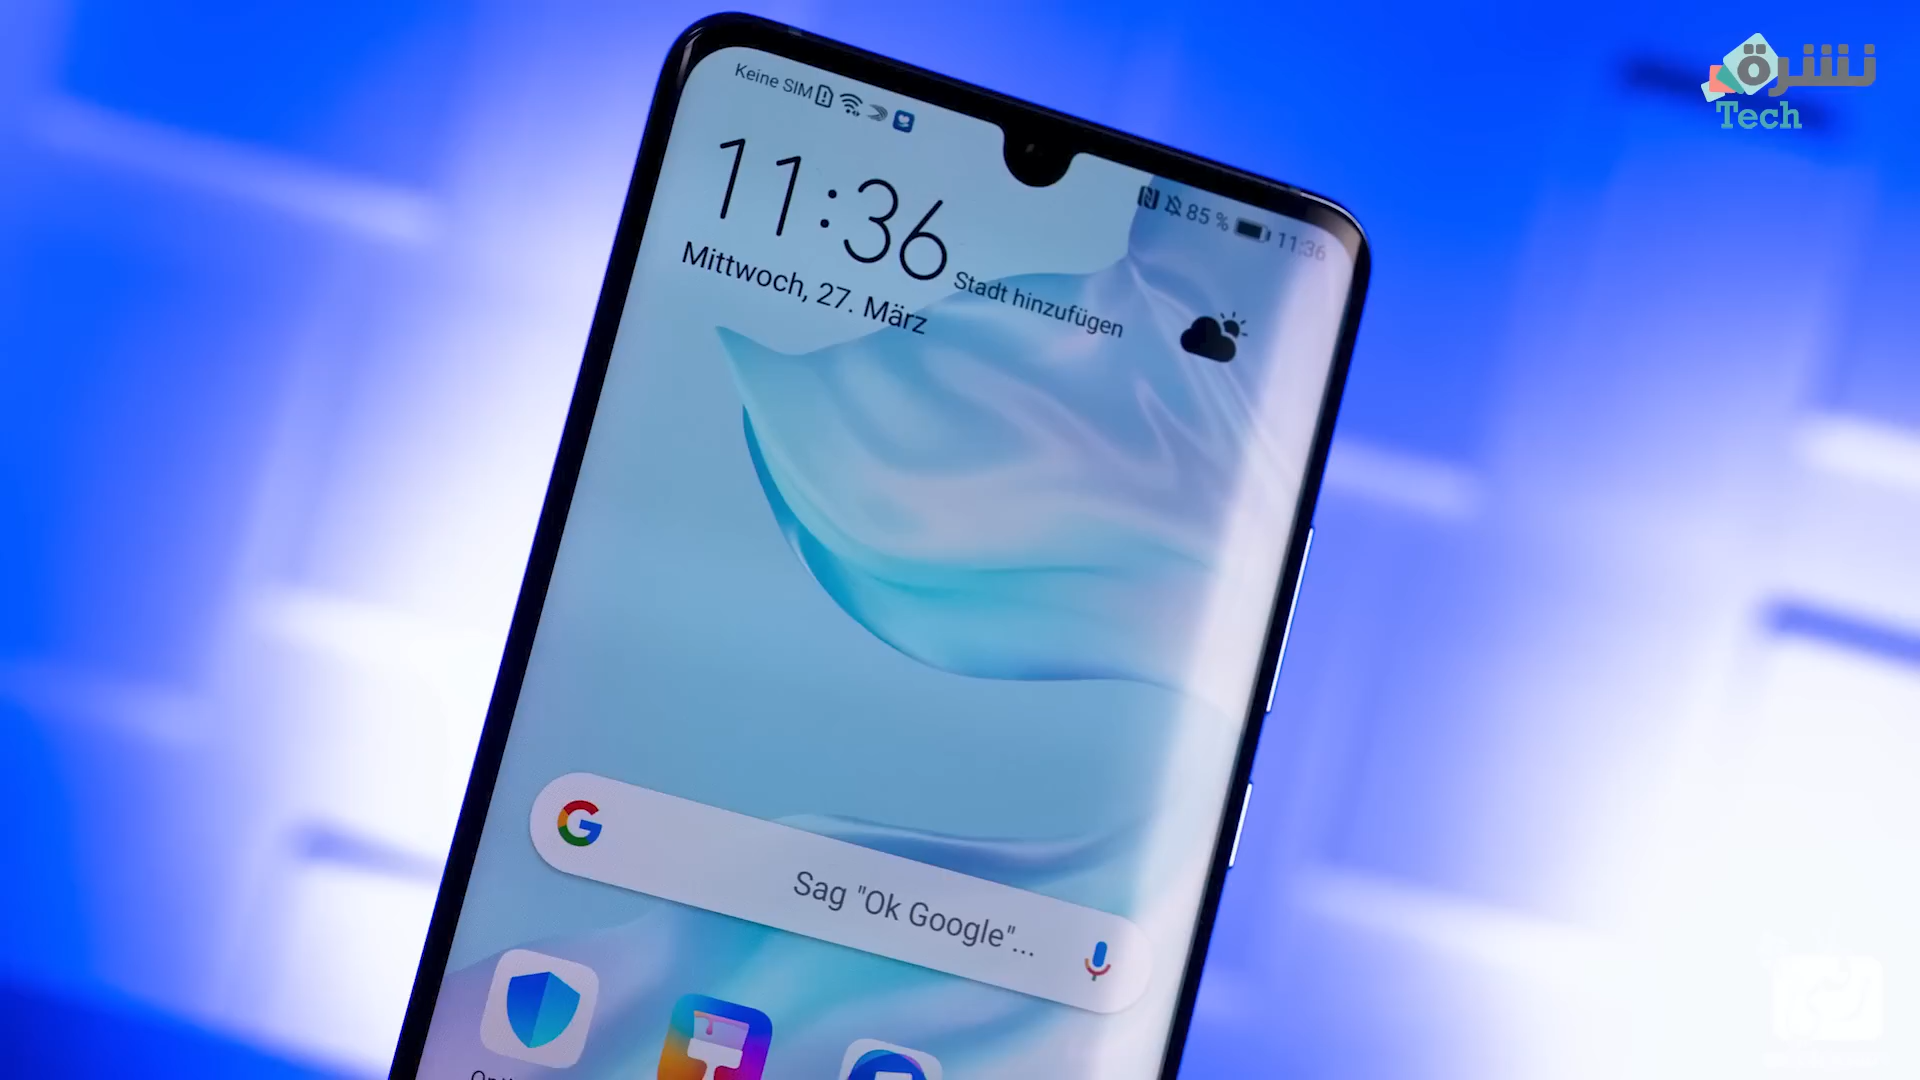 نشرة
Tech
Keine SIM
85 % 11:36
11:36
Mittwoch, 27. März
Stadt hinzufügen
Sag "Ok Google"...